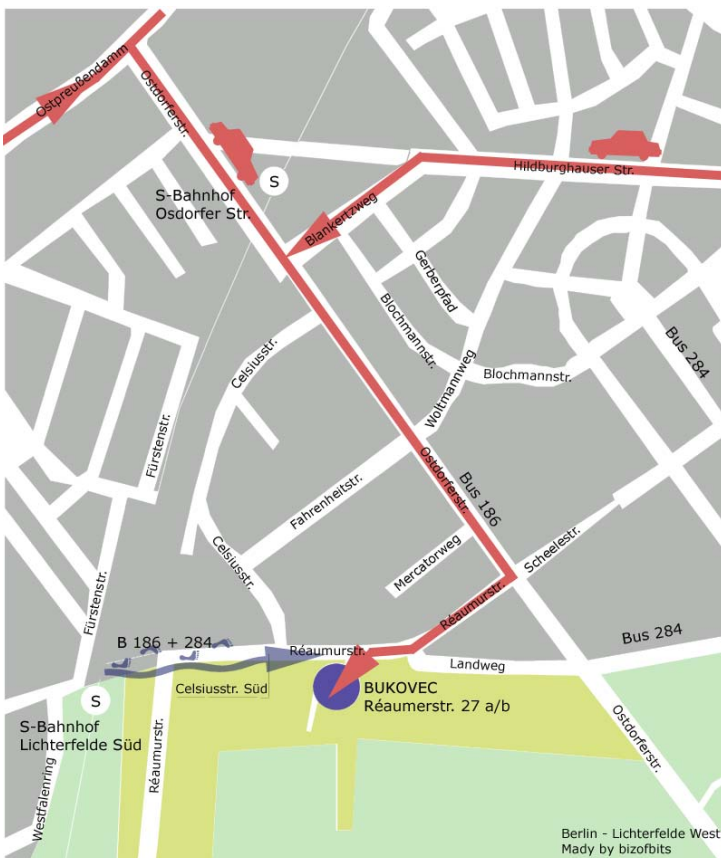 Ostpreußendamm
Ostdorferstr.
S
Hildburghauser Str.
S-Bahnhof
Osdorfer Str.
Blankertzweg
Gerberpfad
Blochmannstr.
Bus 284
Celsiusstr.
Woltmannweg
Blochmannstr.
Fürstenstr.
Ostdorferstr.
Bus 186
Fahrenheitstr.
Scheelestr.
Celsiusstr.
Mercatorweg
Fürstenstr.
Réaumurstr.
B 186 + 284
Réaumurstr.
Bus 284
Landweg
Celsiusstr. Süd
S
BUKOVEC
Réaumerstr. 27 a/b
S-Bahnhof
Lichterfelde Süd
Réaumurstr.
Ostdorferstr.
Westfalenring
Berlin - Lichterfelde West
Mady by bizofbits